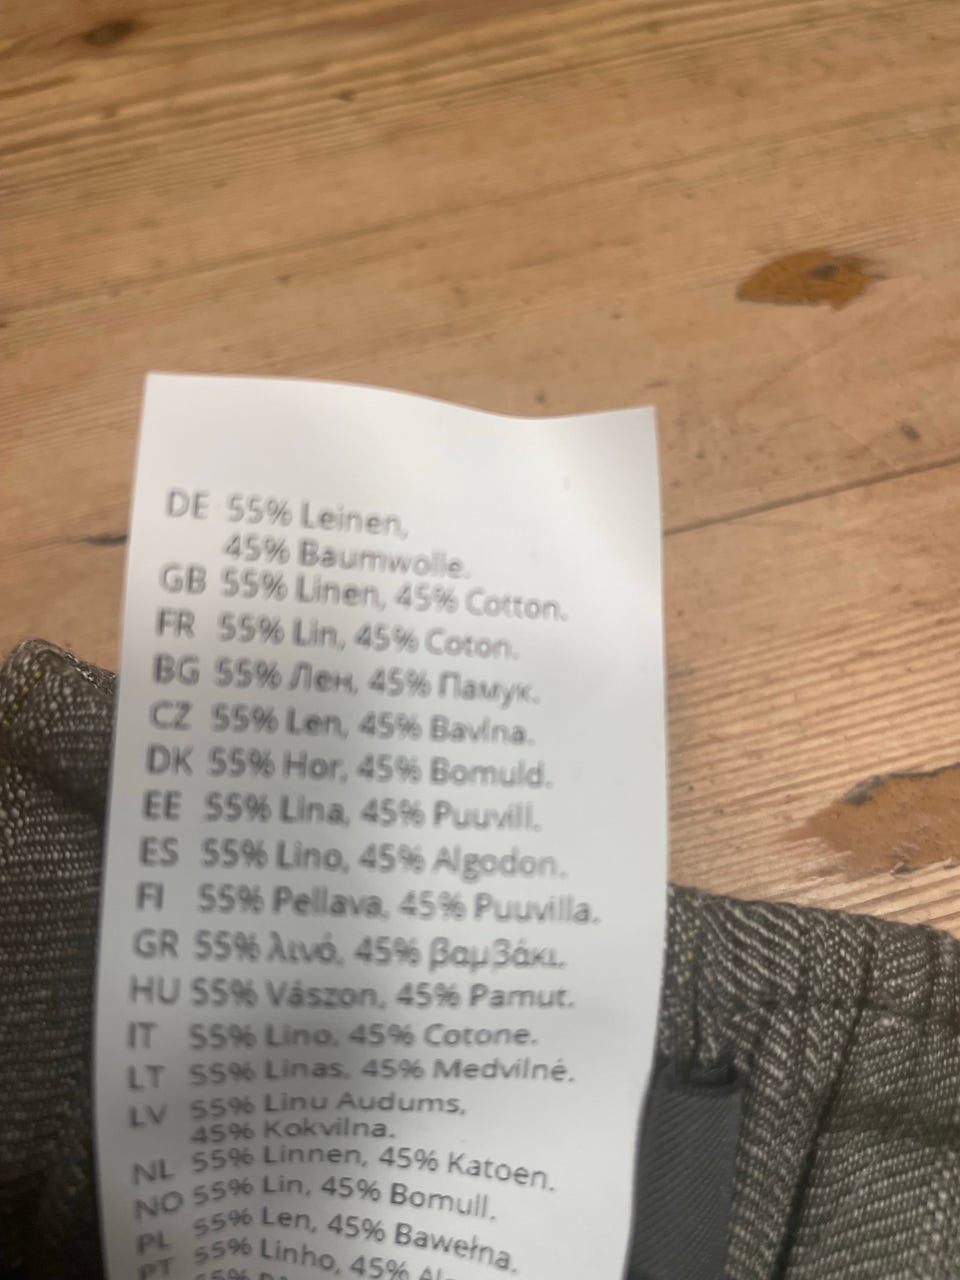 DE 55% Leinen,
45% Baumwolle.
GB 55% Linen, 45% Cotton.
FR 55% Lin, 45% Coton.
BG 55% Лен, 45% Памук.
CZ 55% Len, 45% Bavlna.
DK 55% Hor, 45% Bomuld.
EE 55% Lina, 45% Puuvill.
ES 55% Lino, 45% Algodon.
FI 55% Pellava, 45% Puuvilla.
GR 55% λινό, 45% βαμβάκι.
HU 55% Vászon, 45% Pamut.
IT 55% Lino, 45% Cotone.
LT 55% Linas, 45% Medvilnė.
LV 55% Linu Audums,
45% Kokvilna.
NL 55% Linnen, 45% Katoen.
NO 55% Lin, 45% Bomull.
PL 55% Len, 45% Bawełna.
PT 55% Linho, 45%